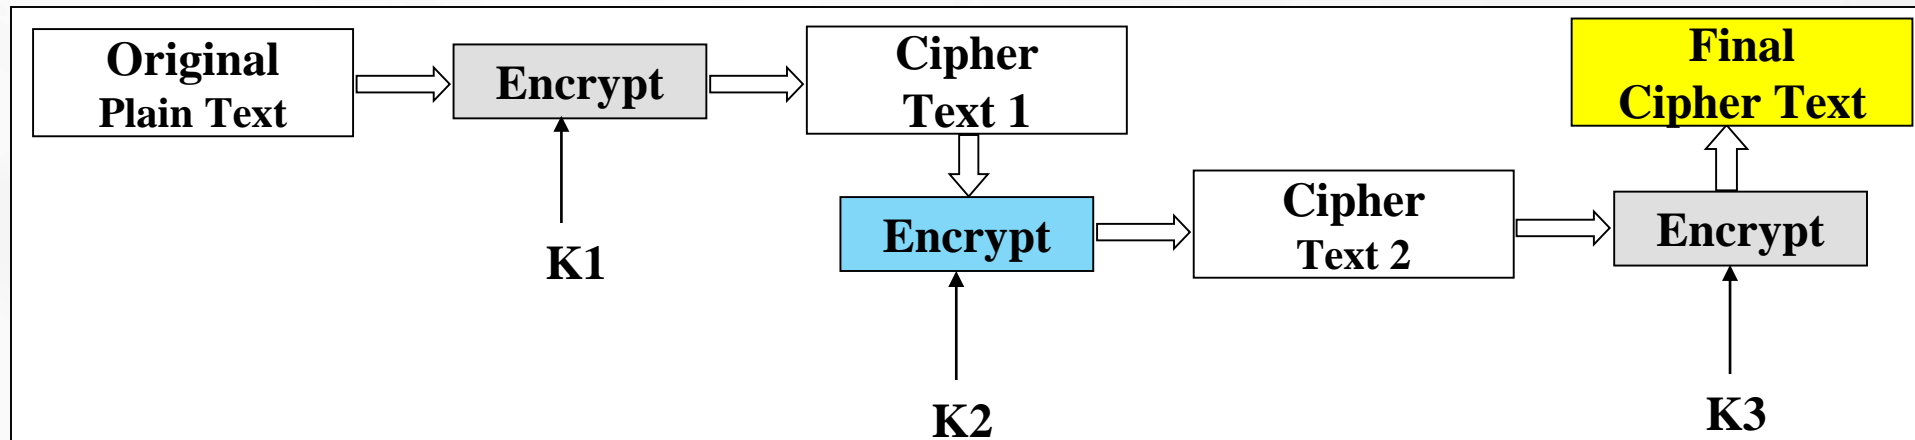 Original
Plain Text
Encrypt
K1
Cipher
Text 1
Encrypt
K2
Cipher
Text 2
Encrypt
K3
Final
Cipher Text